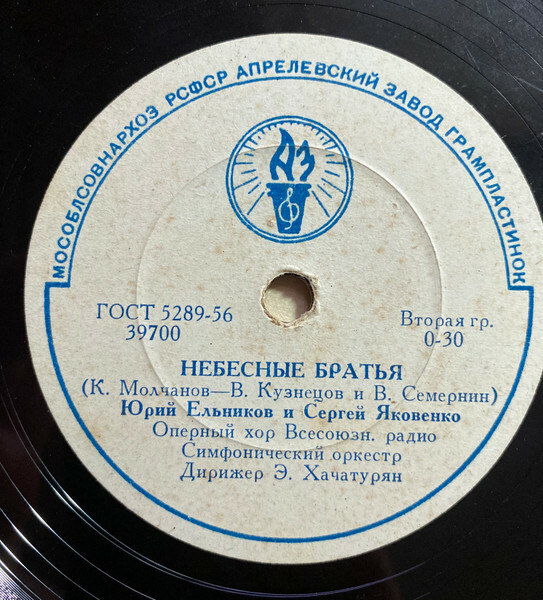 МОСОБЛСОВНАРХОЗ РСФСР АПРЕЛЕВСКИЙ ЗАВОД ГРАМПЛАСТИНОК
АЗ
ГОСТ 5289-56
39700
Вторая гр.
0-30
НЕБЕСНЫЕ БРАТЬЯ
(К. Молчанов—В. Кузнецов и В. Семернин)
Юрий Ельников и Сергей Яковенко
Оперный хор Всесоюзн. радио
Симфонический оркестр
Дирижер Э. Хачатурян